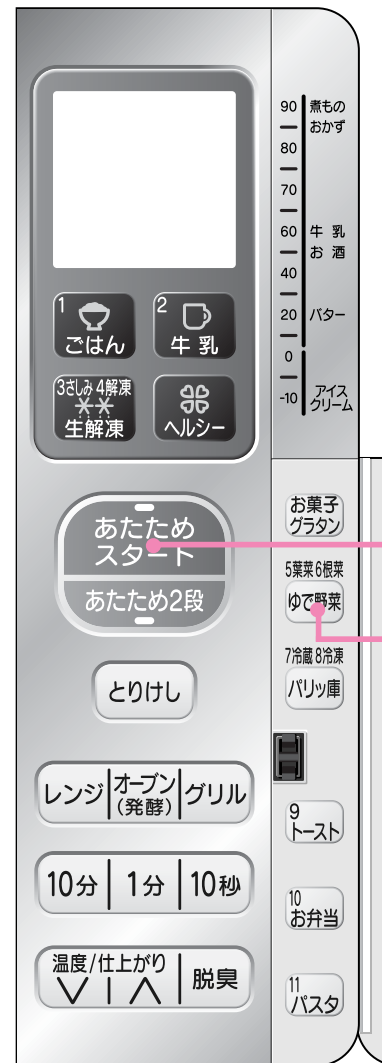 90 煮もの
おかず
80
70
60 牛乳
お酒
40
20 バター
0
-10 アイス
クリーム
1
ごはん
2
牛乳
3さしみ 4解凍
生解凍
ヘルシー
あたため
スタート
あたため2段
とりけし
レンジ オーブン(発酵) グリル
10分 1分 10秒
温度/仕上がり 脱臭
お菓子
グラタン
5葉菜 6根菜
ゆで野菜
7冷蔵 8冷凍
パリッ庫
9
トースト
10
お弁当
11
パスタ